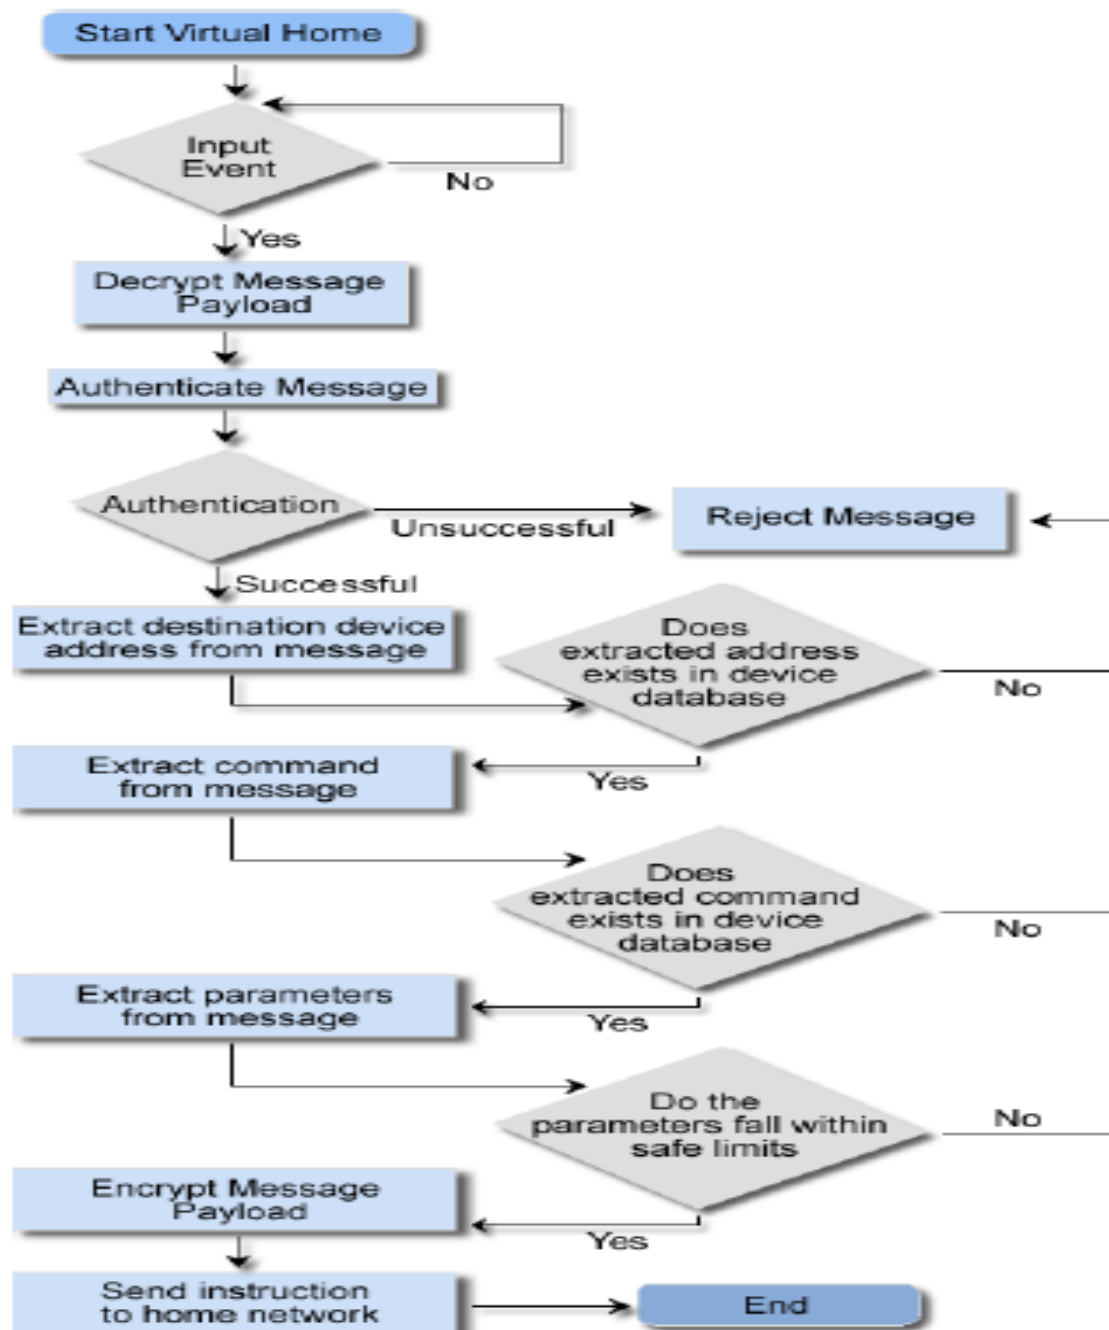 Start Virtual Home
Input
Event
No
Yes
Decrypt Message
Payload
Authenticate Message
Authentication
Unsuccessful
Reject Message
Successful
Extract destination device
address from message
Does
extracted address
exists in device
database
No
Extract command
from message
Yes
Does
extracted command
exists in device
database
No
Extract parameters
from message
Yes
Do the
parameters fall within
safe limits
No
Encrypt Message
Payload
Yes
Send instruction
to home network
End